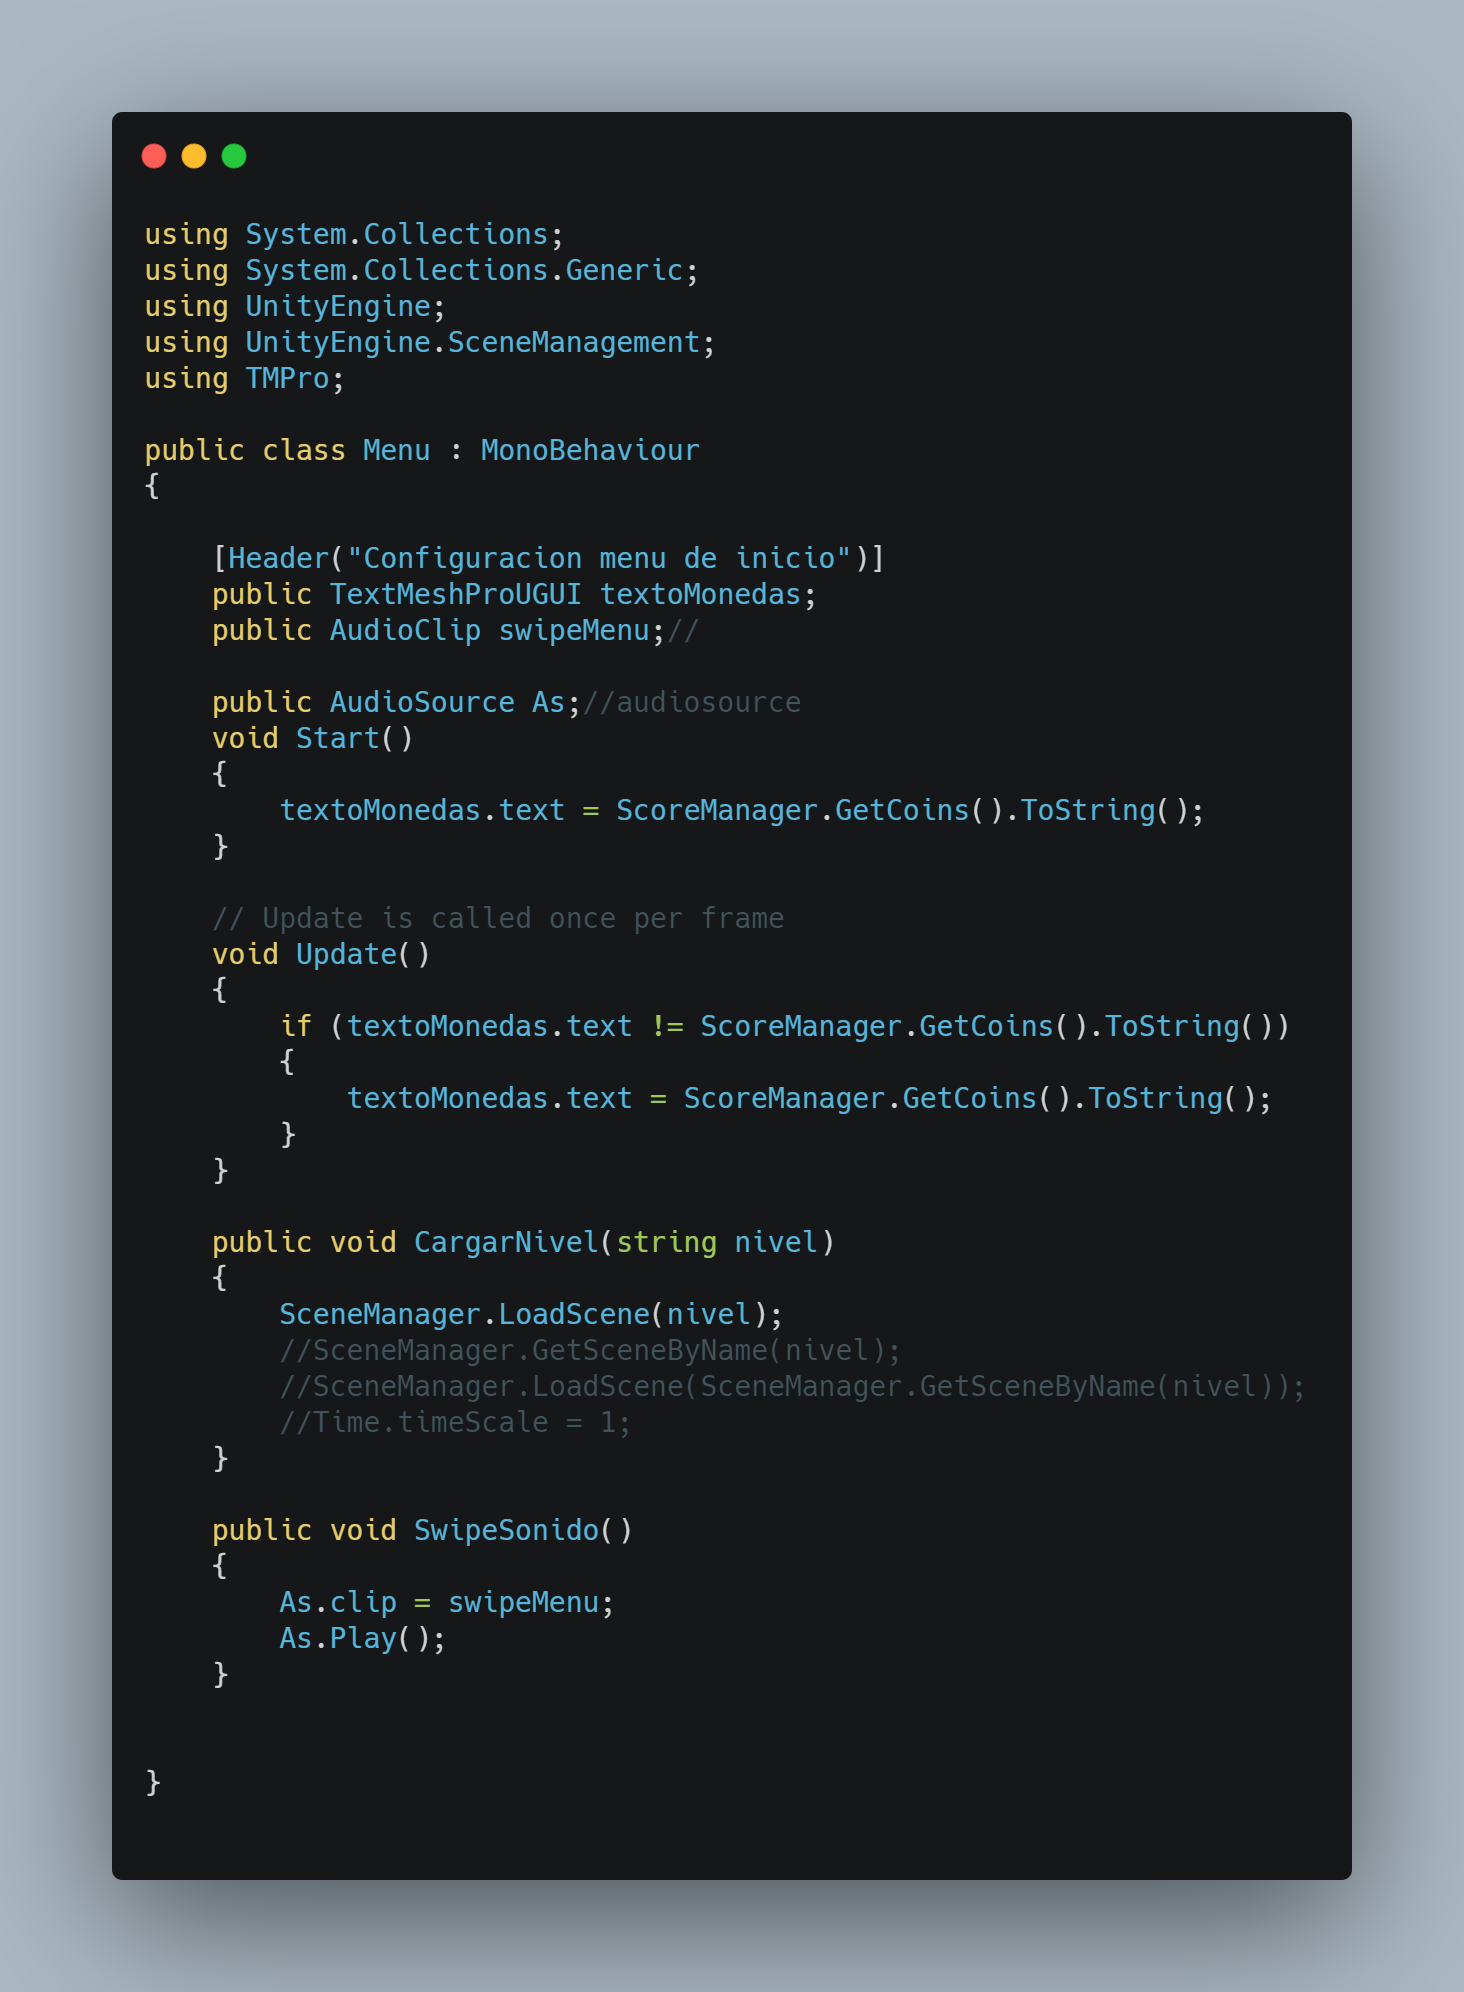 using System.Collections;
using System.Collections.Generic;
using UnityEngine;
using UnityEngine.SceneManagement;
using TMPro;

public class Menu : MonoBehaviour
{

    [Header("Configuracion menu de inicio")]
    public TextMeshProUGUI textoMonedas;
    public AudioClip swipeMenu;//

    public AudioSource As;//audiosource
    void Start()
    {
        textoMonedas.text = ScoreManager.GetCoins().ToString();
    }

    // Update is called once per frame
    void Update()
    {
        if (textoMonedas.text != ScoreManager.GetCoins().ToString())
        {
            textoMonedas.text = ScoreManager.GetCoins().ToString();
        }
    }

    public void CargarNivel(string nivel)
    {
        SceneManager.LoadScene(nivel);
        //SceneManager.GetSceneByName(nivel);
        //SceneManager.LoadScene(SceneManager.GetSceneByName(nivel));
        //Time.timeScale = 1;
    }

    public void SwipeSonido()
    {
        As.clip = swipeMenu;
        As.Play();
    }


}